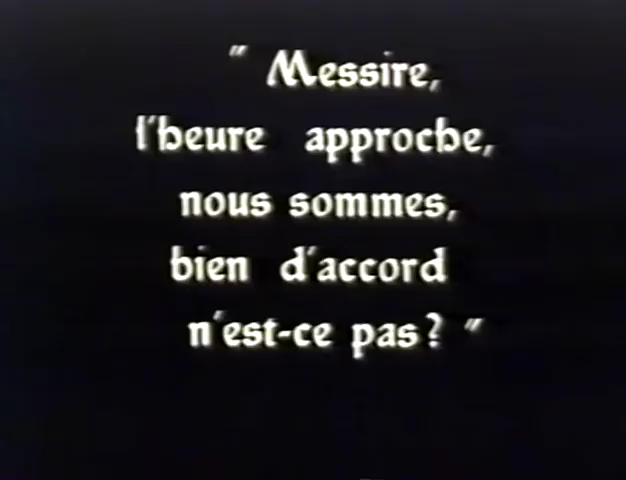 " Messire,
l'heure approche,
nous sommes,
bien d'accord
n'est-ce pas ? "